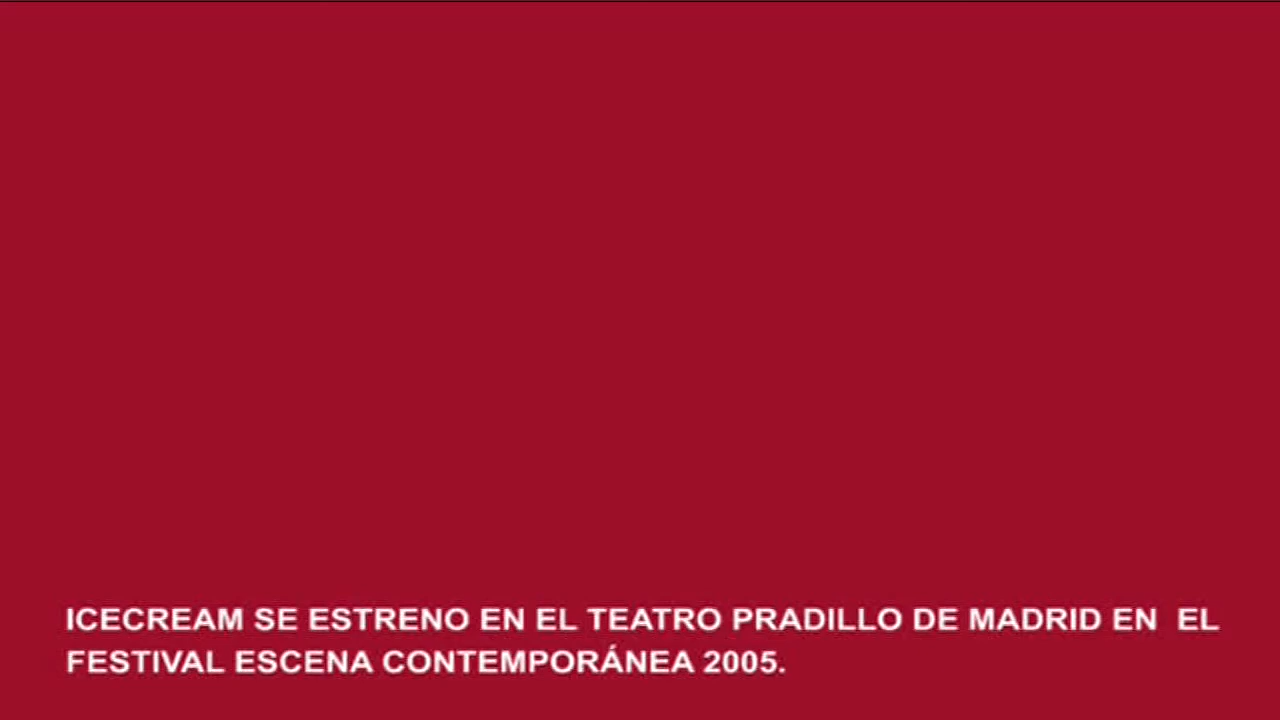 ICECREAM SE ESTRENO EN EL TEATRO PRADILLO DE MADRID EN  EL
FESTIVAL ESCENA CONTEMPORÁNEA 2005.